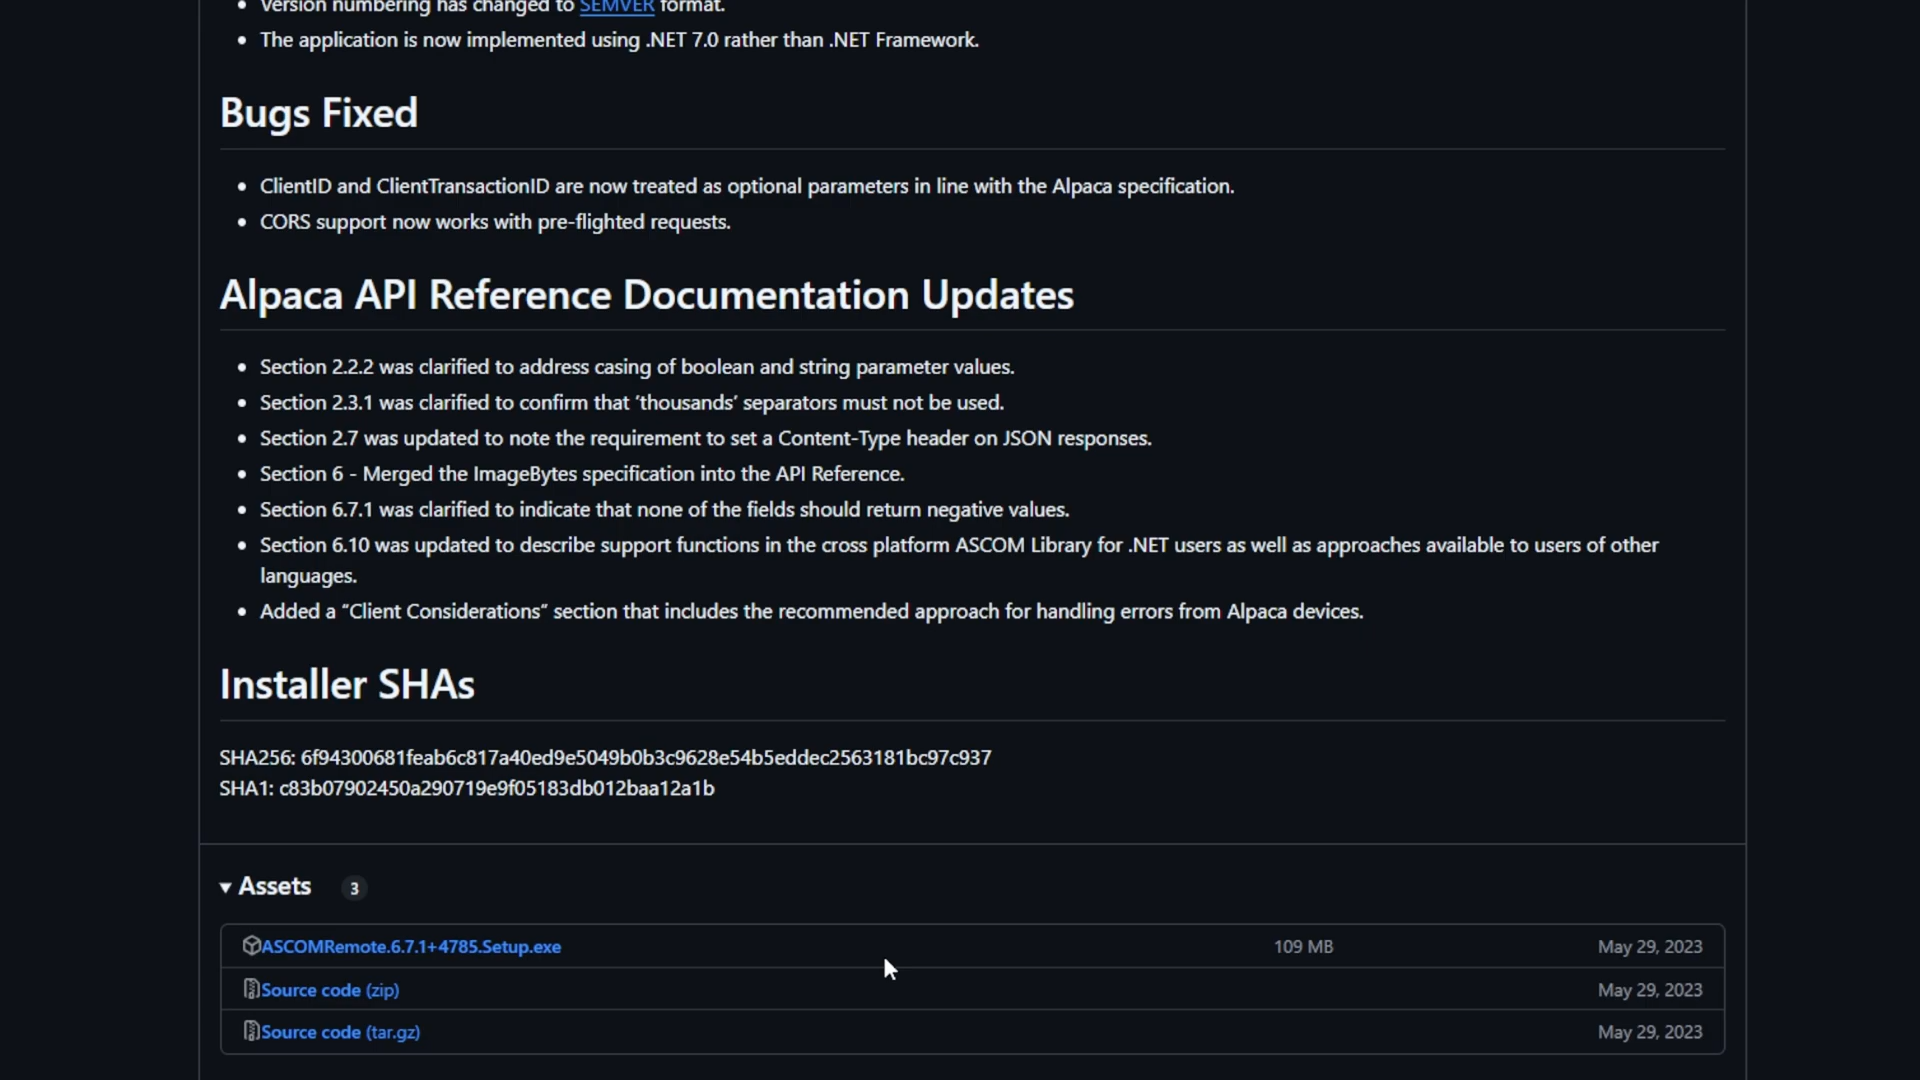 Version numbering has changed to SEMVER format.
The application is now implemented using .NET 7.0 rather than .NET Framework.
Bugs Fixed
ClientID and ClientTransactionID are now treated as optional parameters in line with the Alpaca specification.
CORS support now works with pre-flighted requests.
Alpaca API Reference Documentation Updates
Section 2.2.2 was clarified to address casing of boolean and string parameter values.
Section 2.3.1 was clarified to confirm that ‘thousands’ separators must not be used.
Section 2.7 was updated to note the requirement to set a Content-Type header on JSON responses.
Section 6 - Merged the ImageBytes specification into the API Reference.
Section 6.7.1 was clarified to indicate that none of the fields should return negative values.
Section 6.10 was updated to describe support functions in the cross platform ASCOM Library for .NET users as well as approaches available to users of other
languages.
Added a “Client Considerations” section that includes the recommended approach for handling errors from Alpaca devices.
Installer SHAs
SHA256: 6f94300681feab6c817a40ed9e5049b0b3c9628e54b5eddec2563181bc97c937
SHA1: c83b07902450a290719e9f05183db012baa12a1b
Assets 3
ASCOMRemote.6.7.1+4785.Setup.exe 109 MB May 29, 2023
Source code (zip) May 29, 2023
Source code (tar.gz) May 29, 2023